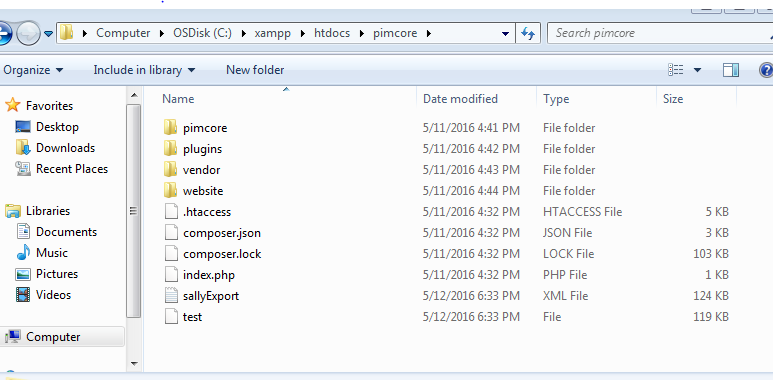 Computer OSDisk (C:) xampp htdocs pimcore Search pimcore
Organize Include in library New folder
Name Date modified Type Size
Favorites
Desktop
Downloads
Recent Places
Libraries
Documents
Music
Pictures
Videos
Computer
pimcore 5/11/2016 4:41 PM File folder
plugins 5/11/2016 4:42 PM File folder
vendor 5/11/2016 4:43 PM File folder
website 5/11/2016 4:44 PM File folder
.htaccess 5/11/2016 4:32 PM HTACCESS File 5 KB
composer.json 5/11/2016 4:32 PM JSON File 3 KB
composer.lock 5/11/2016 4:32 PM LOCK File 103 KB
index.php 5/11/2016 4:32 PM PHP File 1 KB
sallyExport 5/12/2016 6:33 PM XML File 124 KB
test 5/12/2016 6:33 PM File 119 KB